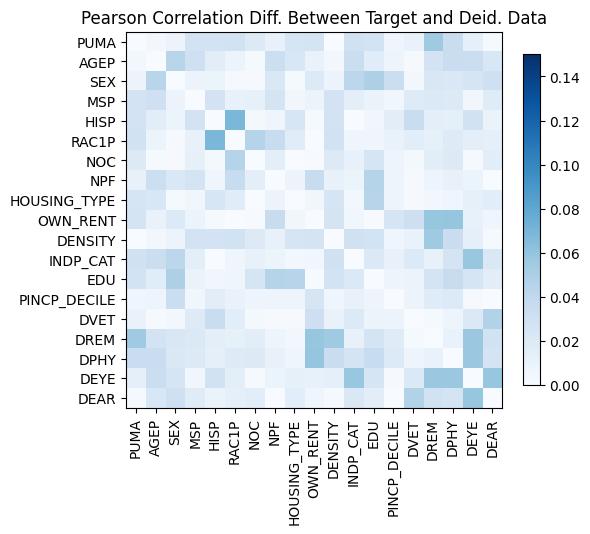 Pearson Correlation Diff. Between Target and Deid. Data
PUMA
AGEP
SEX
MSP
HISP
RAC1P
NOC
NPF
HOUSING_TYPE
OWN_RENT
DENSITY
INDP_CAT
EDU
PINCP_DECILE
DVET
DREM
DPHY
DEYE
DEAR
PUMA
AGEP
SEX
MSP
HISP
RAC1P
NOC
NPF
HOUSING_TYPE
OWN_RENT
DENSITY
INDP_CAT
EDU
PINCP_DECILE
DVET
DREM
DPHY
DEYE
DEAR
0.14
0.12
0.10
0.08
0.06
0.04
0.02
0.00